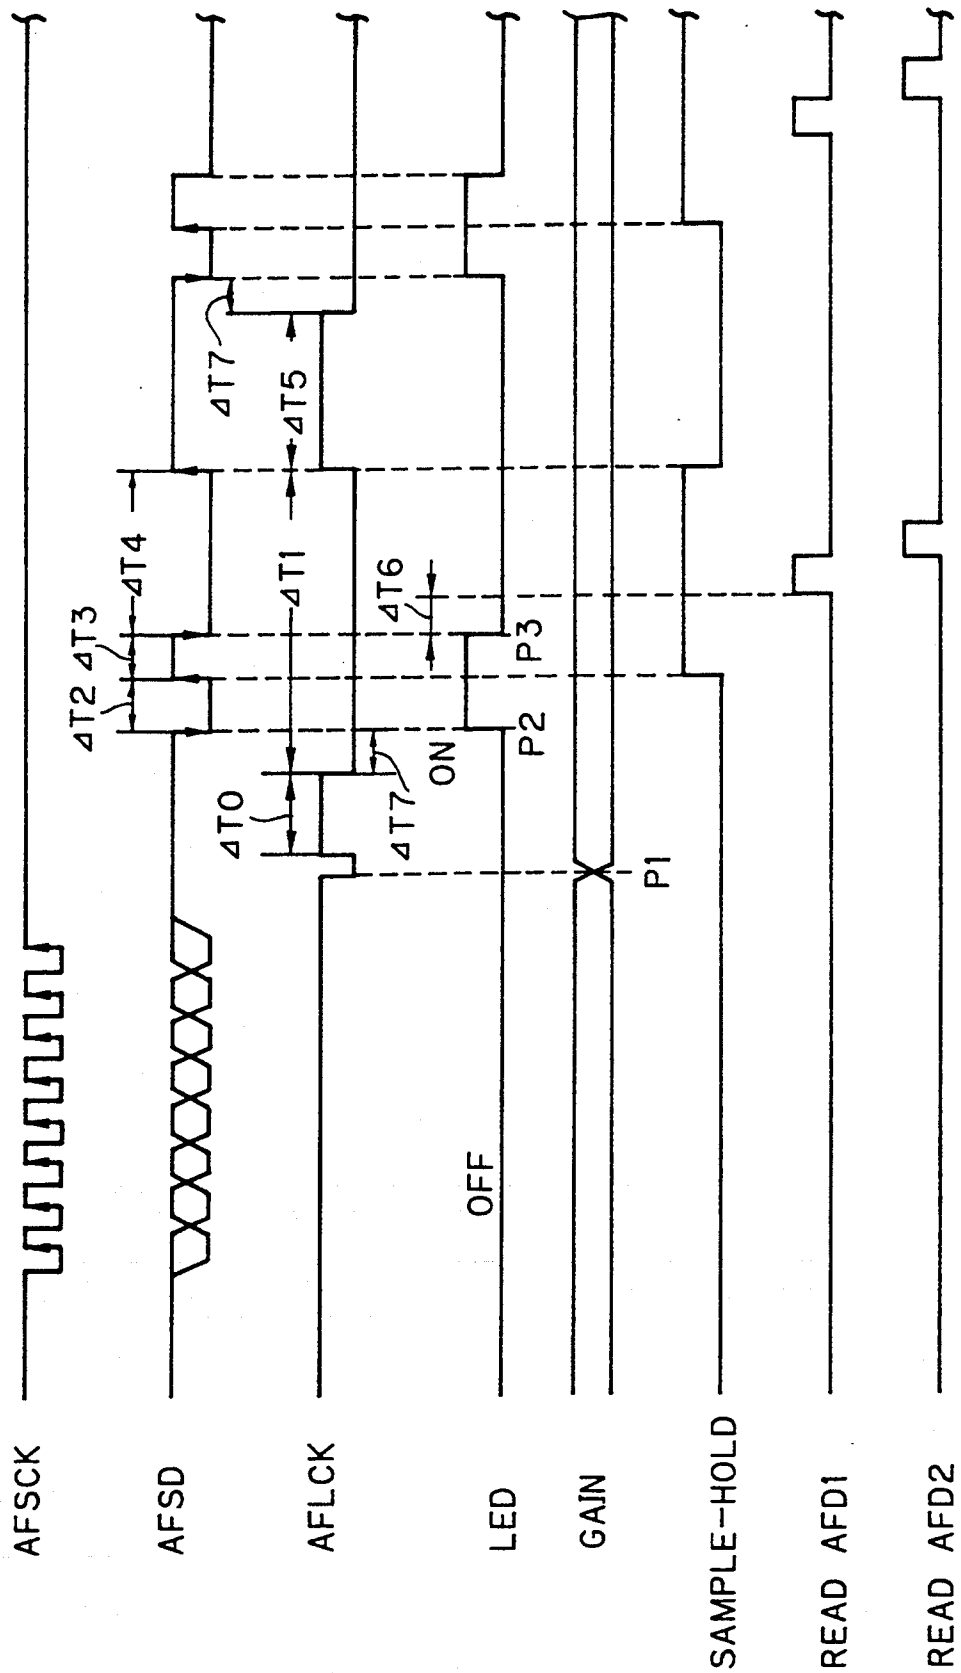 AFSCK
AFSD
ΔT2
ΔT3
ΔT4
ΔT7
AFLCK
ΔT0
ΔT1
ΔT5
ΔT7
ΔT6
LED
OFF
ON
P2
P3
GAIN
P1
SAMPLE-HOLD
READ AFD1
READ AFD2